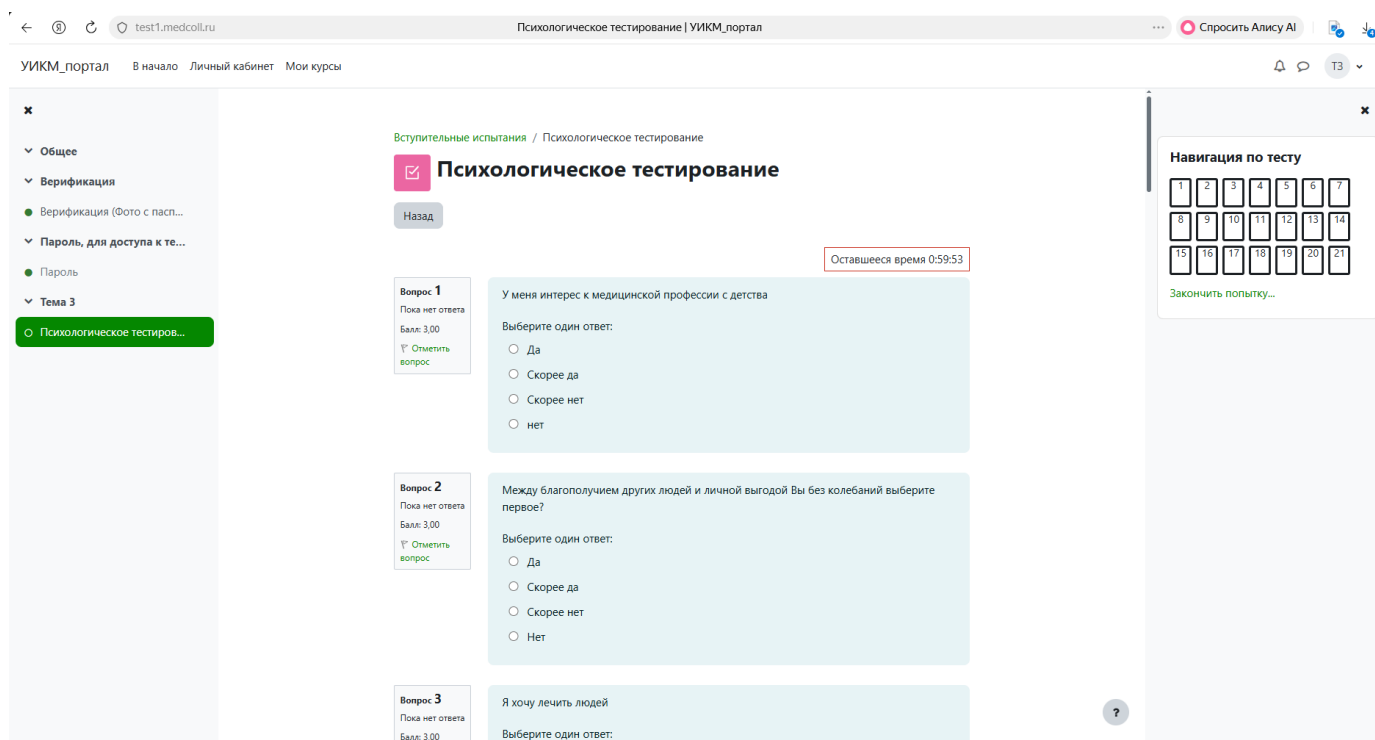 test1.medcoll.ru
Психологическое тестирование | УИКМ_портал
Спросить Алису AI
УИКМ_портал
В начало
Личный кабинет
Мои курсы
ТЗ
Общее
Верификация
Верификация (Фото с пасп...
Пароль, для доступа к те...
Пароль
Тема 3
Психологическое тестиров...
Вступительные испытания / Психологическое тестирование
Психологическое тестирование
Назад
Оставшееся время 0:59:53
Вопрос 1
Пока нет ответа
Балл: 3,00
Отметить
вопрос
У меня интерес к медицинской профессии с детства
Выберите один ответ:
Да
Скорее да
Скорее нет
нет
Вопрос 2
Пока нет ответа
Балл: 3,00
Отметить
вопрос
Между благополучием других людей и личной выгодой Вы без колебаний выберите
первое?
Выберите один ответ:
Да
Скорее да
Скорее нет
Нет
Вопрос 3
Пока нет ответа
Балл: 3,00
Я хочу лечить людей
Выберите один ответ:
?
Навигация по тесту
1 2 3 4 5 6 7
8 9 10 11 12 13 14
15 16 17 18 19 20 21
Закончить попытку...